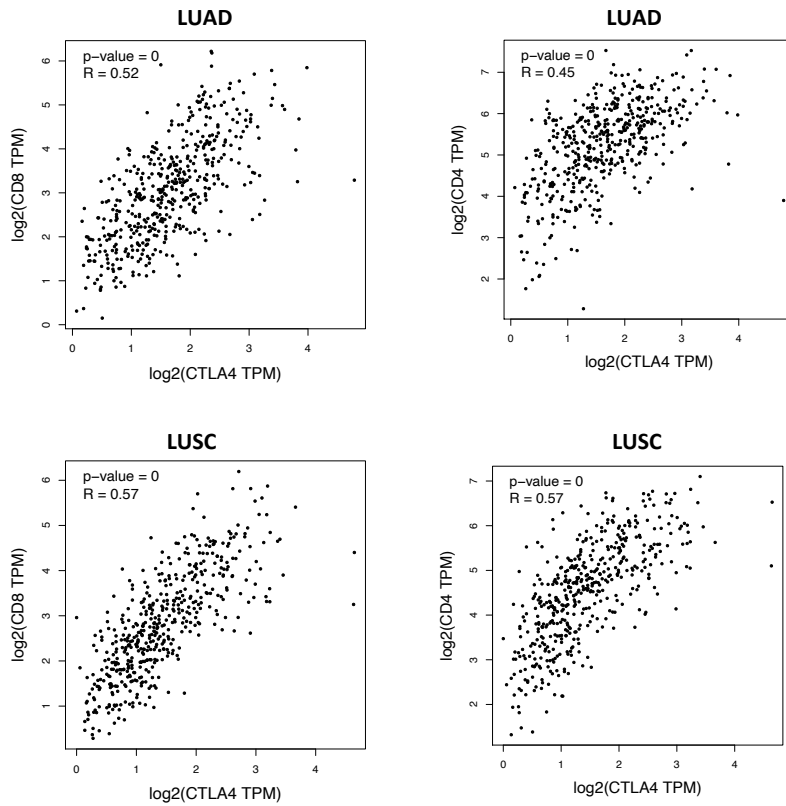 LUAD
p-value = 0
R = 0.52
log2(CD8 TPM)
6
5
4
3
2
1
0
0 1 2 3 4
log2(CTLA4 TPM)
LUAD
p-value = 0
R = 0.45
log2(CD4 TPM)
7
6
5
4
3
2
0 1 2 3 4
log2(CTLA4 TPM)
LUSC
p-value = 0
R = 0.57
log2(CD8 TPM)
6
5
4
3
2
1
0 1 2 3 4
log2(CTLA4 TPM)
LUSC
p-value = 0
R = 0.57
log2(CD4 TPM)
7
6
5
4
3
2
0 1 2 3 4
log2(CTLA4 TPM)